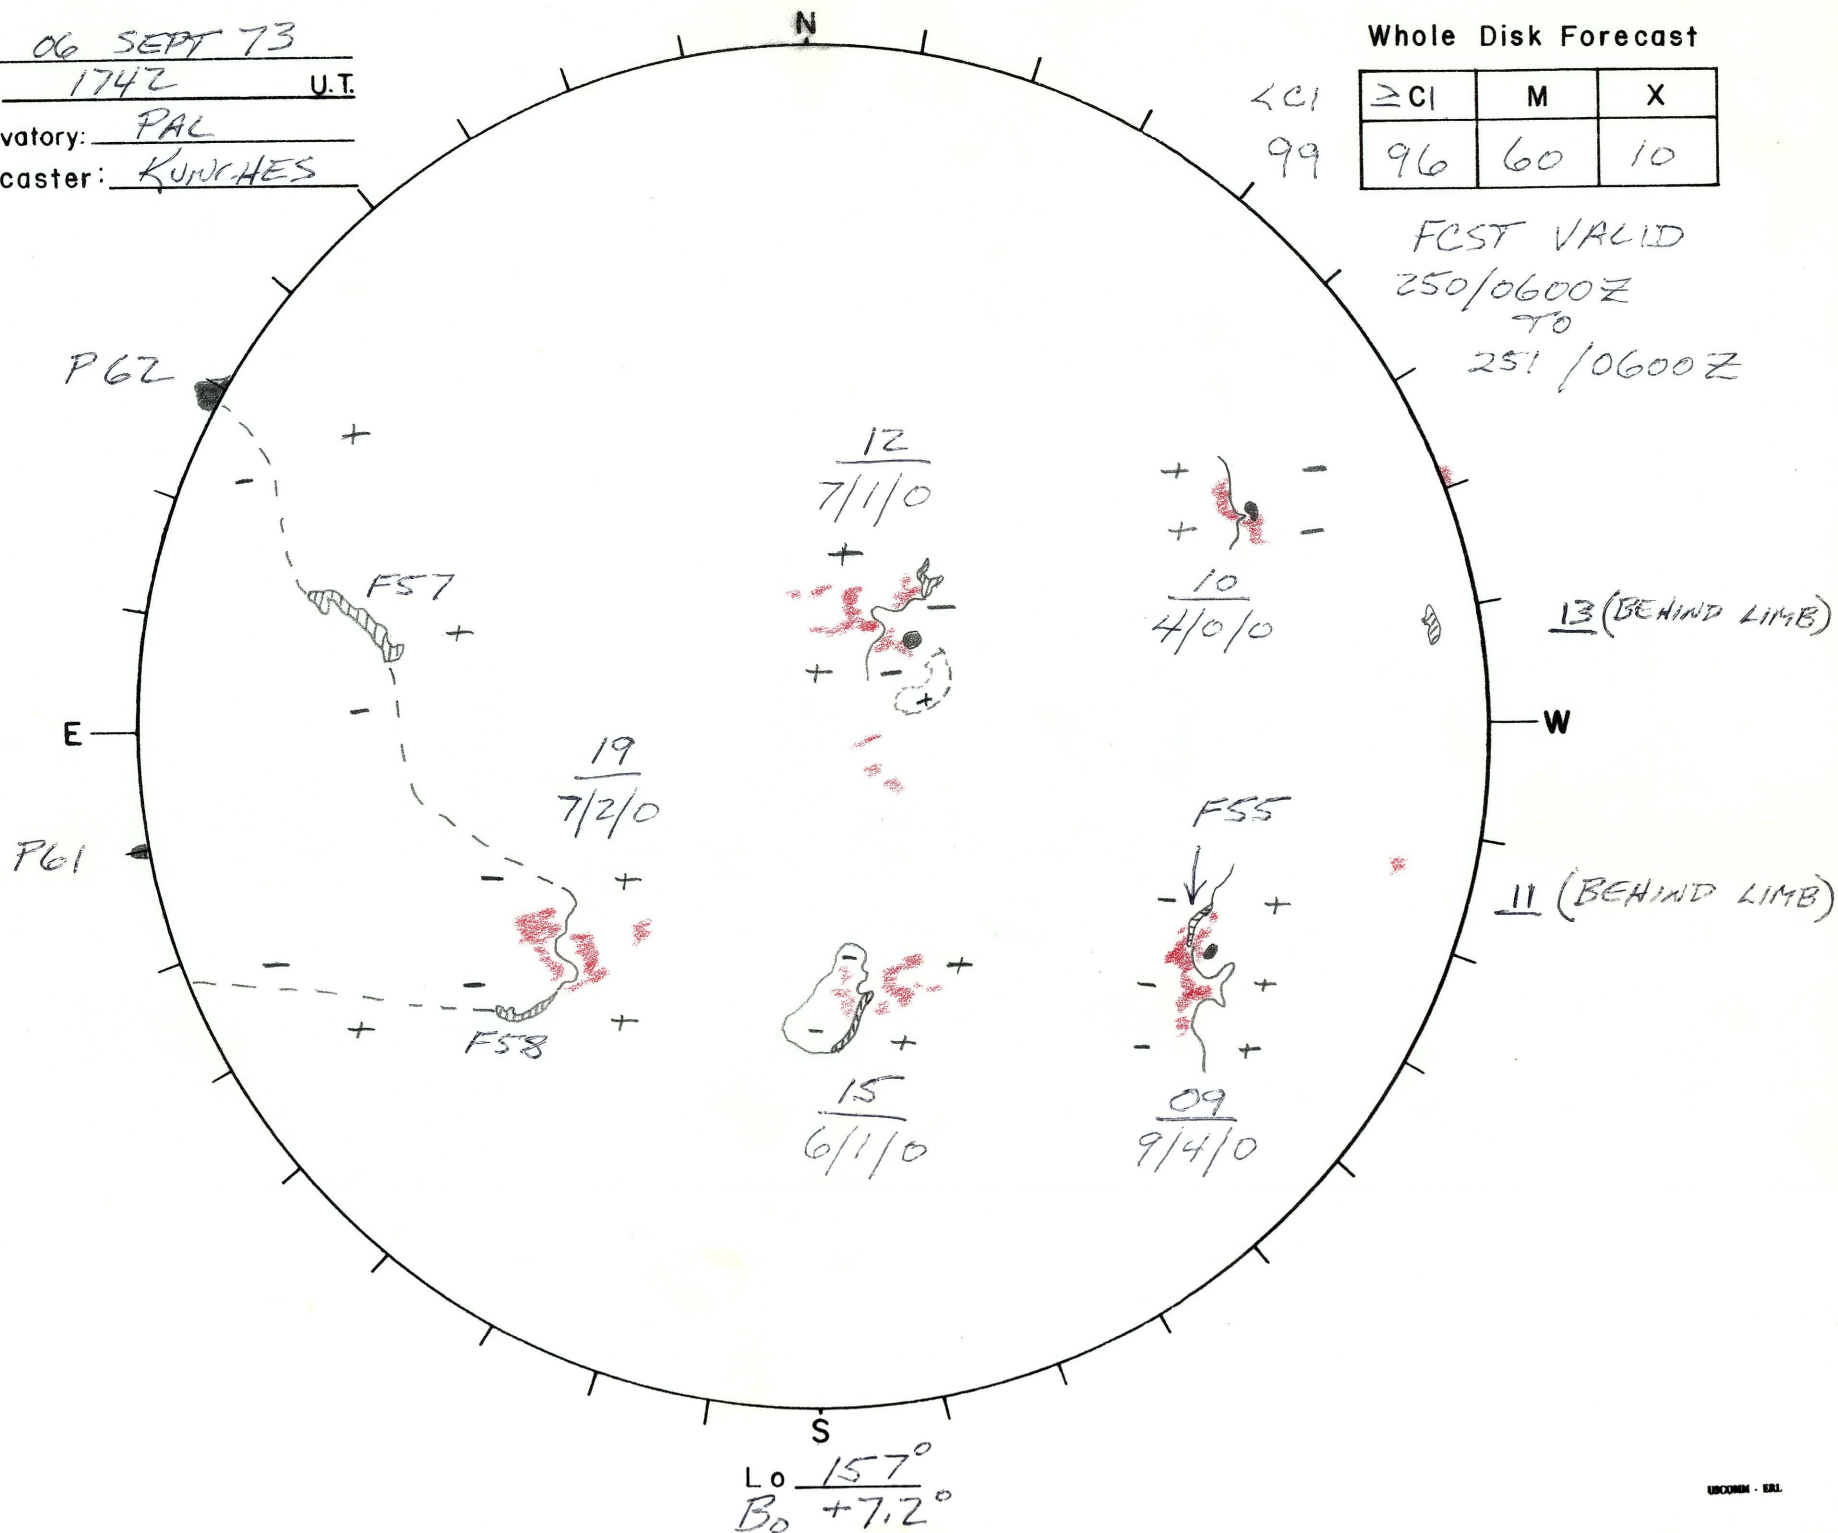 06 SEPT 73
1742 U.T.
vatory: PAL
caster: KUNCHES
N
Whole Disk Forecast
<C1 ≥C1 M X
99 96 60 10
FCST VALID
250/0600Z
TO
251/0600Z
P62
+
-
12
7/1/0
+ -
+ -
10
4/0/0
F57
+
+
-
+ -
+
13 (BEHIND LIMB)
E
-
W
19
7/2/0
F55
P61
- +
11 (BEHIND LIMB)
- +
-
-
+
- +
- +
F58
+
-
+
- +
15
6/1/0
09
9/4/0
S
Lo 157°
Bo +7.2°
USCOMM - ERL